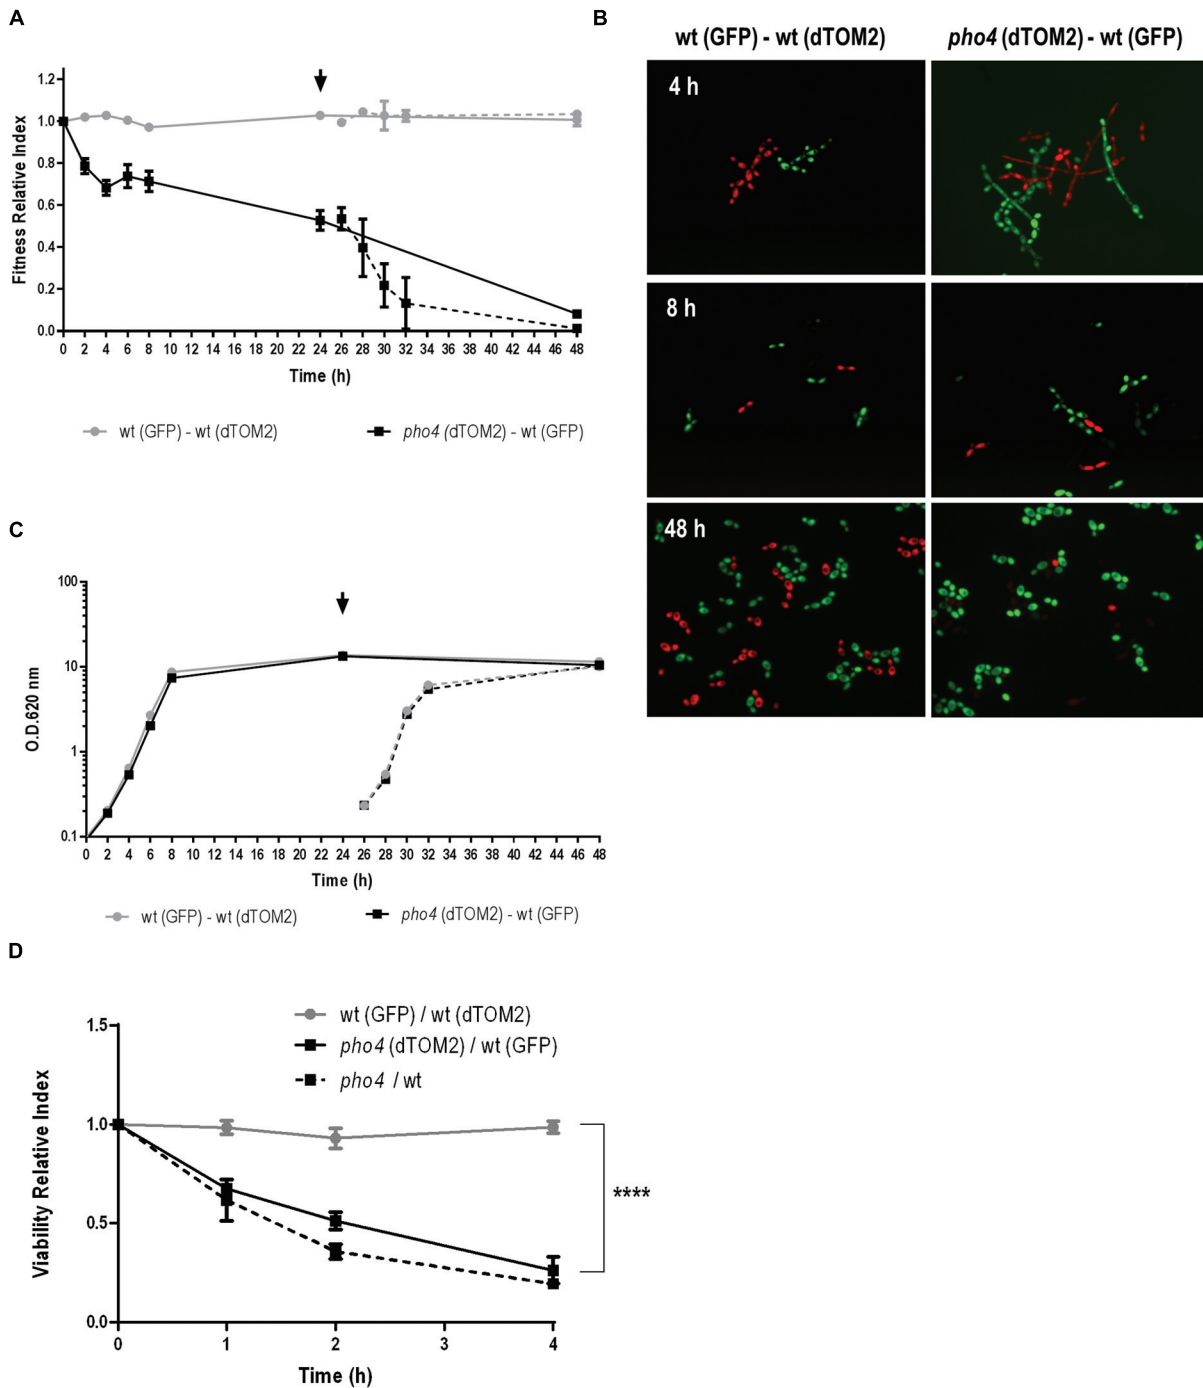 A
1.2
1.0
0.8
0.6
0.4
0.2
0.0
Fitness Relative Index
0 2 4 6 8 10 12 14 16 18 20 22 24 26 28 30 32 34 36 38 40 42 44 46 48
Time (h)
wt (GFP) - wt (dTOM2)
pho4 (dTOM2) - wt (GFP)
B
wt (GFP) - wt (dTOM2)
pho4 (dTOM2) - wt (GFP)
4 h
8 h
48 h
C
100
10
1
0.1
O.D.620 nm
0 2 4 6 8 10 12 14 16 18 20 22 24 26 28 30 32 34 36 38 40 42 44 46 48
Time (h)
wt (GFP) - wt (dTOM2)
pho4 (dTOM2) - wt (GFP)
D
wt (GFP) / wt (dTOM2)
pho4 (dTOM2) / wt (GFP)
pho4 / wt
1.5
1.0
0.5
0.0
Viability Relative Index
****
0 1 2 3 4
Time (h)